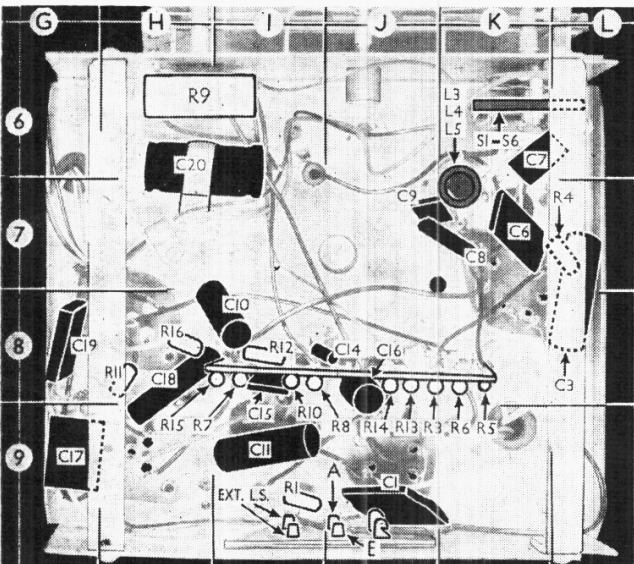 G H I J K L
6
R9
L3
L4
L5
S1–S6
C7
C20
7
C9
C6
R4
C8
8
C19
C10
R16
R12
C14
C16
R11
C18
C3
R15 R7 C15 R10 R8 R14 R13 R3 R6 R5
9
C17
C11
A
R1
C1
EXT. L.S.
E